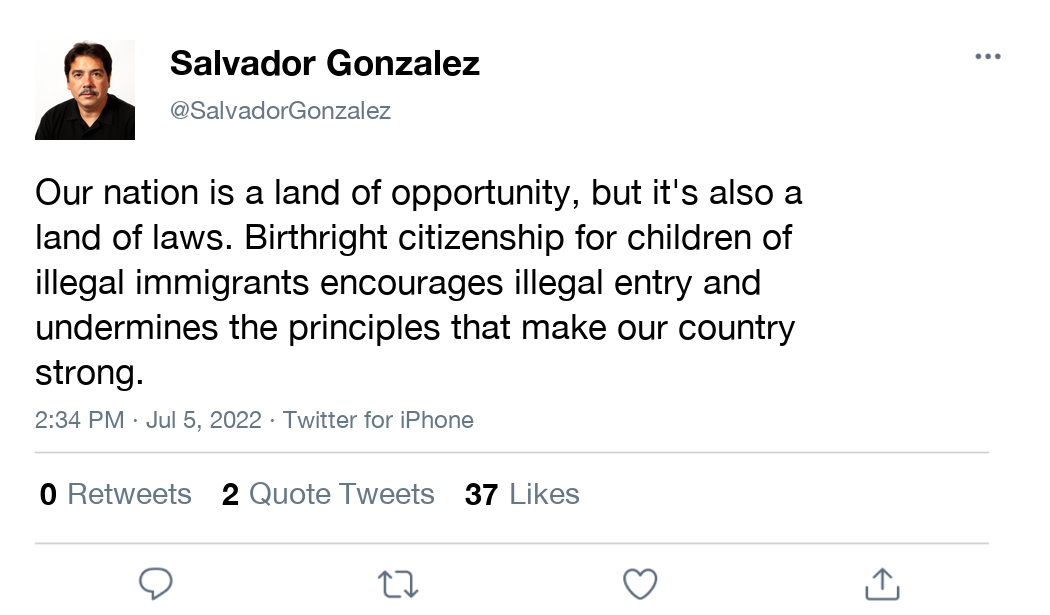 Salvador Gonzalez
@SalvadorGonzalez
Our nation is a land of opportunity, but it's also a
land of laws. Birthright citizenship for children of
illegal immigrants encourages illegal entry and
undermines the principles that make our country
strong.
2:34 PM · Jul 5, 2022 · Twitter for iPhone
0 Retweets 2 Quote Tweets 37 Likes